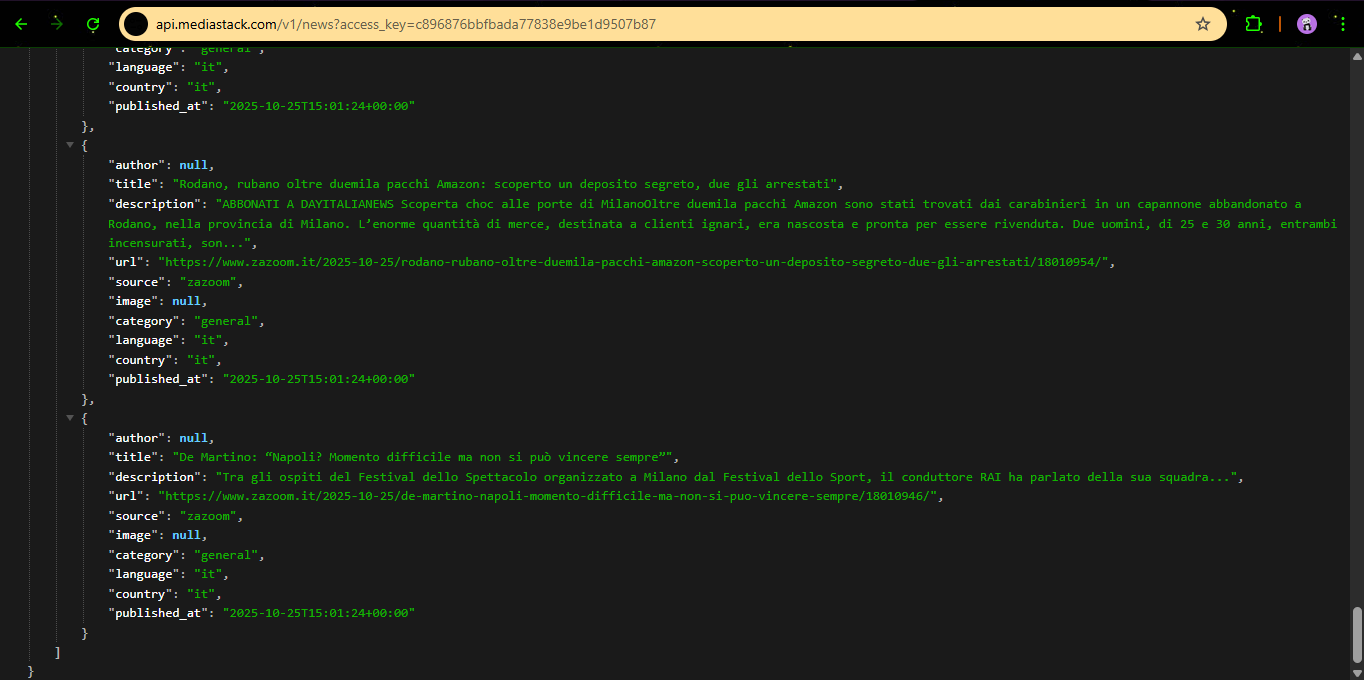 api.mediastack.com/v1/news?access_key=c896876bbfbada77838e9be1d9507b87
"category": "general",
"language": "it",
"country": "it",
"published_at": "2025-10-25T15:01:24+00:00"
},
{
"author": null,
"title": "Rodano, rubano oltre duemila pacchi Amazon: scoperto un deposito segreto, due gli arrestati",
"description": "ABBONATI A DAYITALIANEWS Scoperta choc alle porte di MilanoOltre duemila pacchi Amazon sono stati trovati dai carabinieri in un capannone abbandonato a
Rodano, nella provincia di Milano. L’enorme quantità di merce, destinata a clienti ignari, era nascosta e pronta per essere rivenduta. Due uomini, di 25 e 30 anni, entrambi
incensurati, son...",
"url": "https://www.zazoom.it/2025-10-25/rodano-rubano-oltre-duemila-pacchi-amazon-scoperto-un-deposito-segreto-due-gli-arrestati/18010954/",
"source": "zazoom",
"image": null,
"category": "general",
"language": "it",
"country": "it",
"published_at": "2025-10-25T15:01:24+00:00"
},
{
"author": null,
"title": "De Martino: “Napoli? Momento difficile ma non si può vincere sempre”",
"description": "Tra gli ospiti del Festival dello Spettacolo organizzato a Milano dal Festival dello Sport, il conduttore RAI ha parlato della sua squadra...",
"url": "https://www.zazoom.it/2025-10-25/de-martino-napoli-momento-difficile-ma-non-si-puo-vincere-sempre/18010946/",
"source": "zazoom",
"image": null,
"category": "general",
"language": "it",
"country": "it",
"published_at": "2025-10-25T15:01:24+00:00"
}
]
}